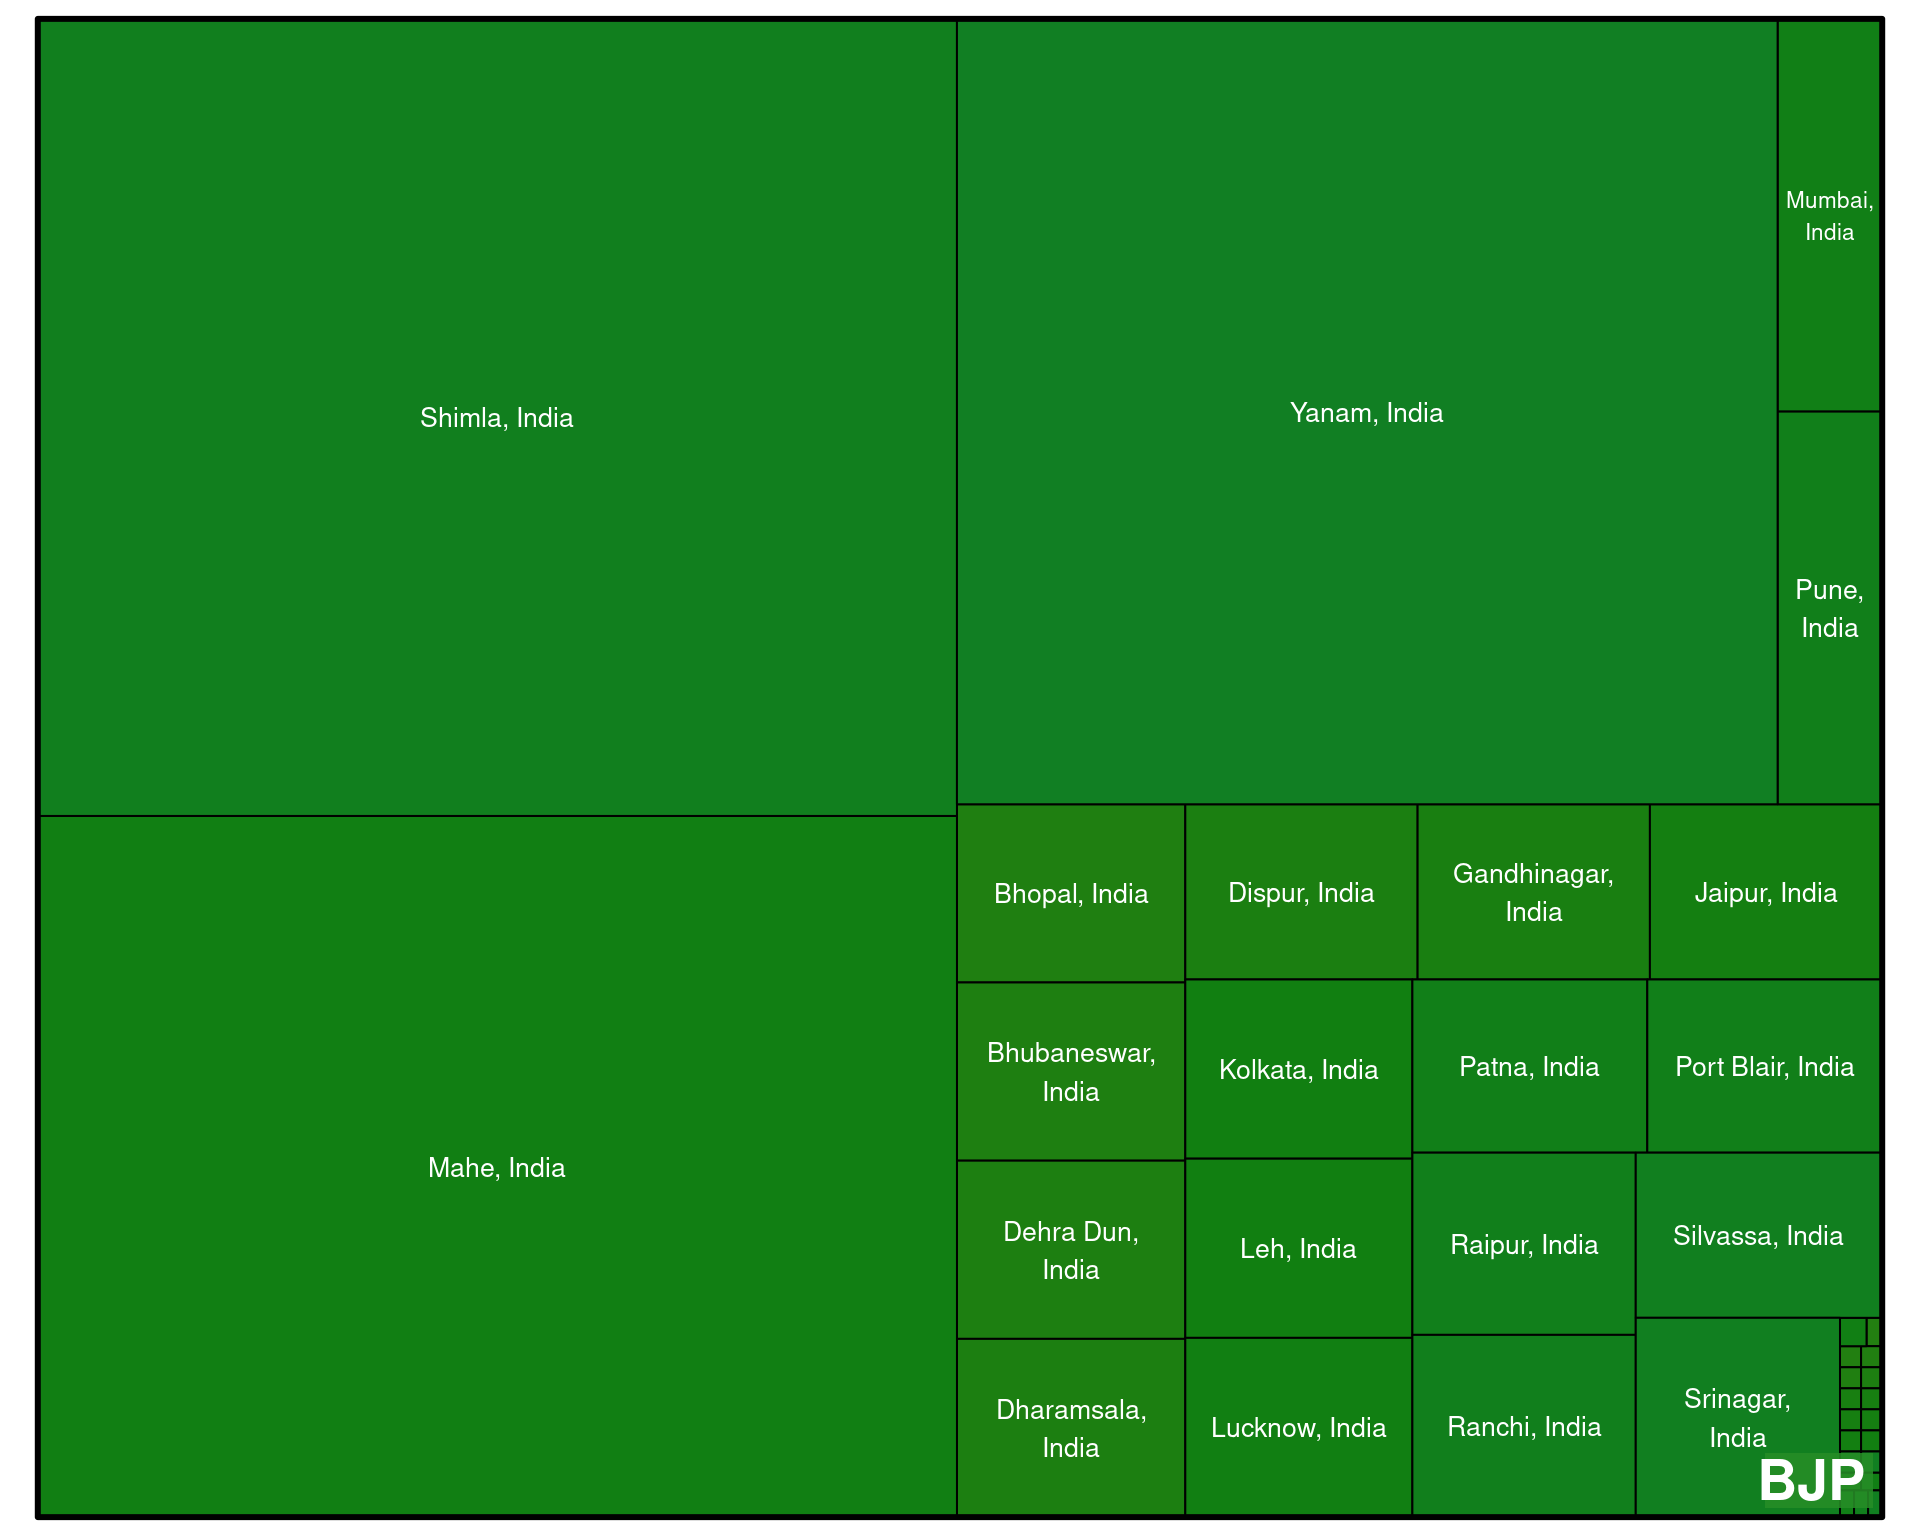 Shimla, India
Yanam, India
Mumbai,
India
Pune,
India
Mahe, India
Bhopal, India
Dispur, India
Gandhinagar,
India
Jaipur, India
Bhubaneswar,
India
Kolkata, India
Patna, India
Port Blair, India
Dehra Dun,
India
Leh, India
Raipur, India
Silvassa, India
Dharamsala,
India
Lucknow, India
Ranchi, India
Srinagar,
India
BJP